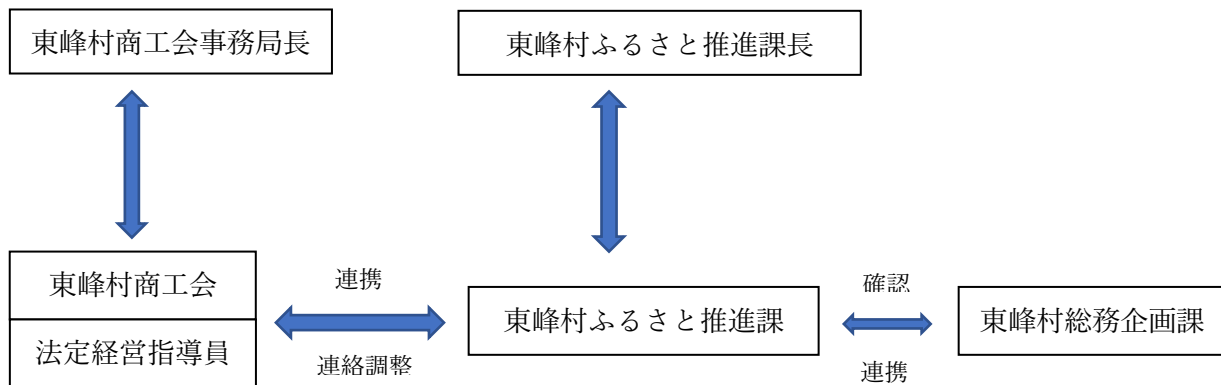 東峰村商工会事務局長
東峰村ふるさと推進課長
東峰村商工会
法定経営指導員
連携
連絡調整
東峰村ふるさと推進課
確認
連携
東峰村総務企画課